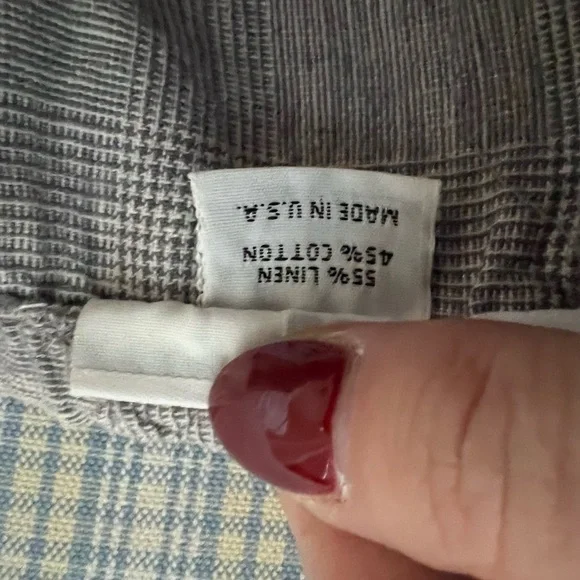 55% LINEN
45% COTTON
MADE IN U.S.A.